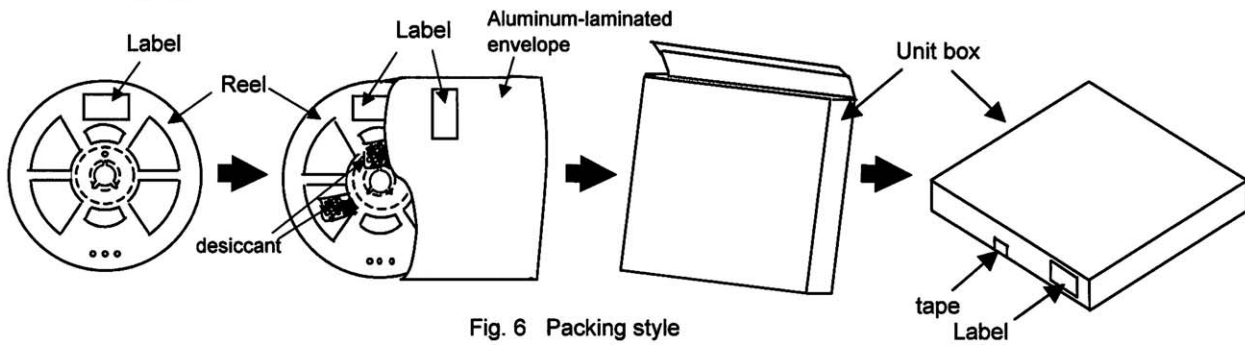 Label
Reel
Label
Aluminum-laminated
envelope
desiccant
Unit box
tape
Label
Fig. 6 Packing style